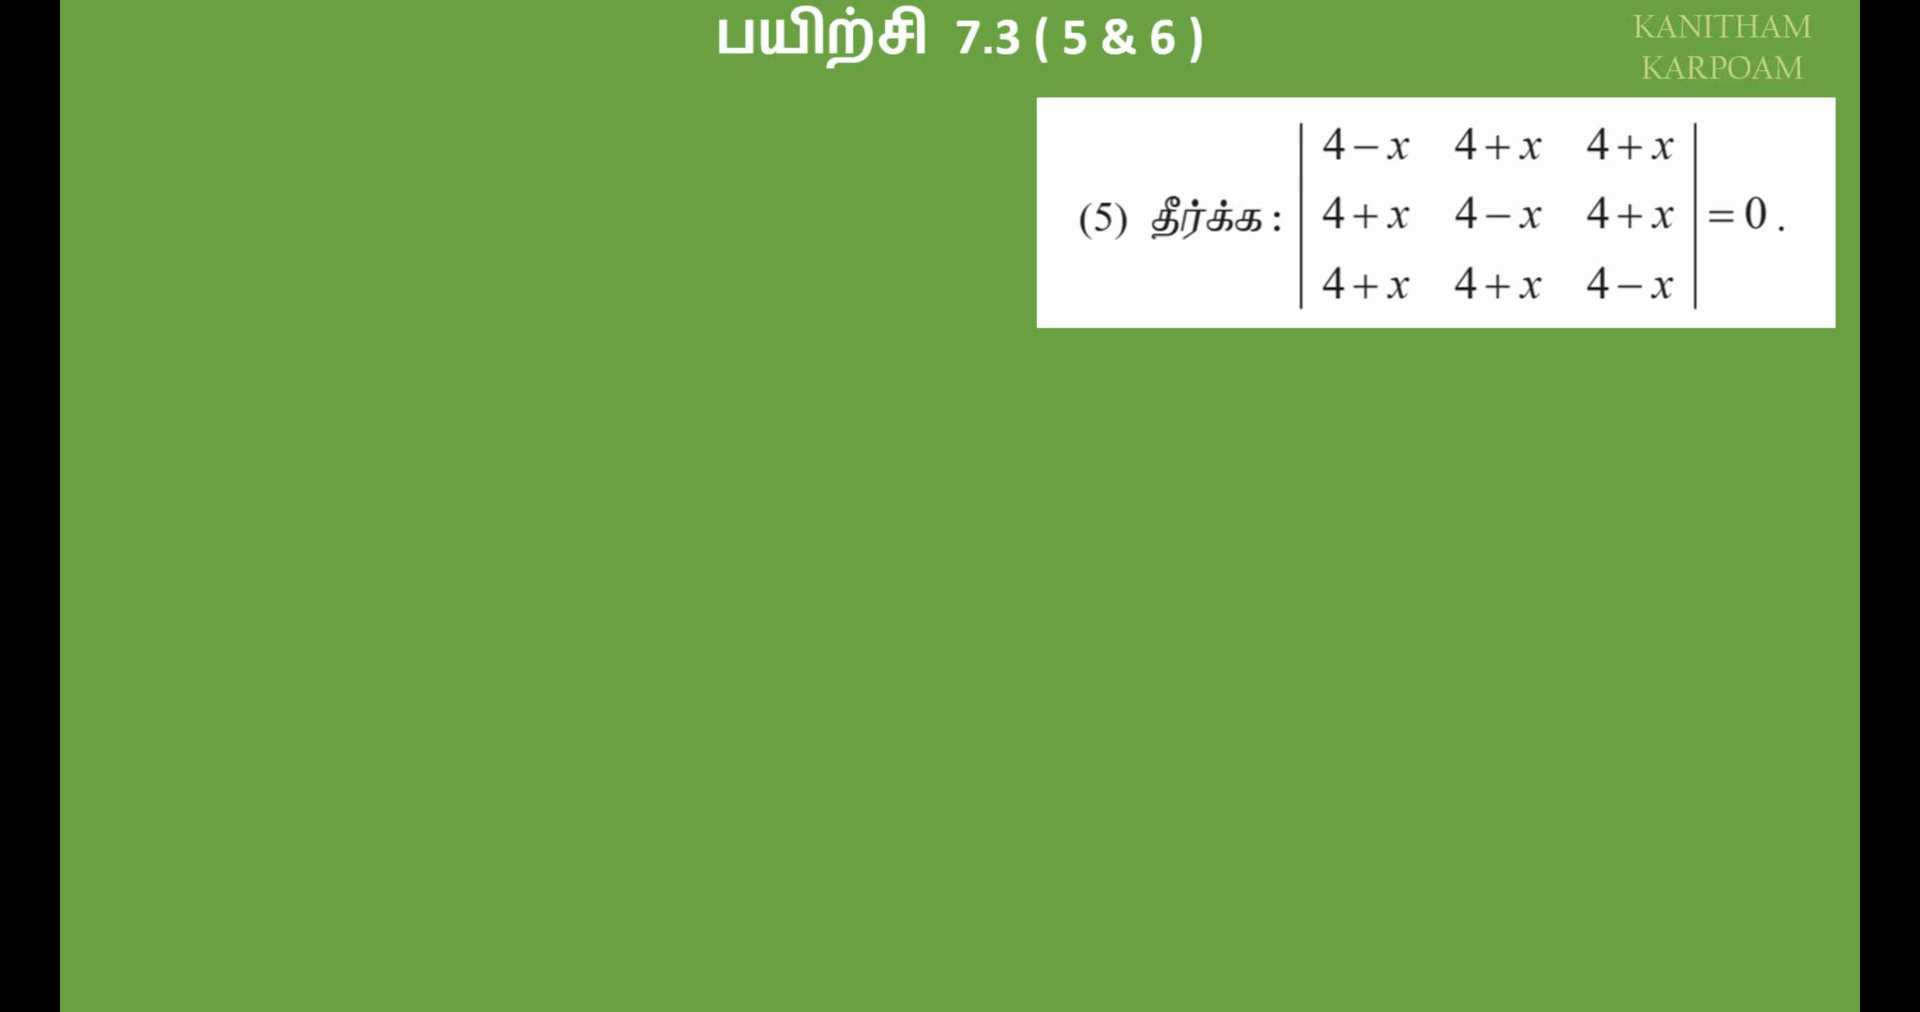 பயிற்சி 7.3 ( 5 & 6 )
KANITHAM
KARPOAM
4 − x 4 + x 4 + x
(5) தீர்க்க : 4 + x 4 − x 4 + x = 0 .
4 + x 4 + x 4 − x